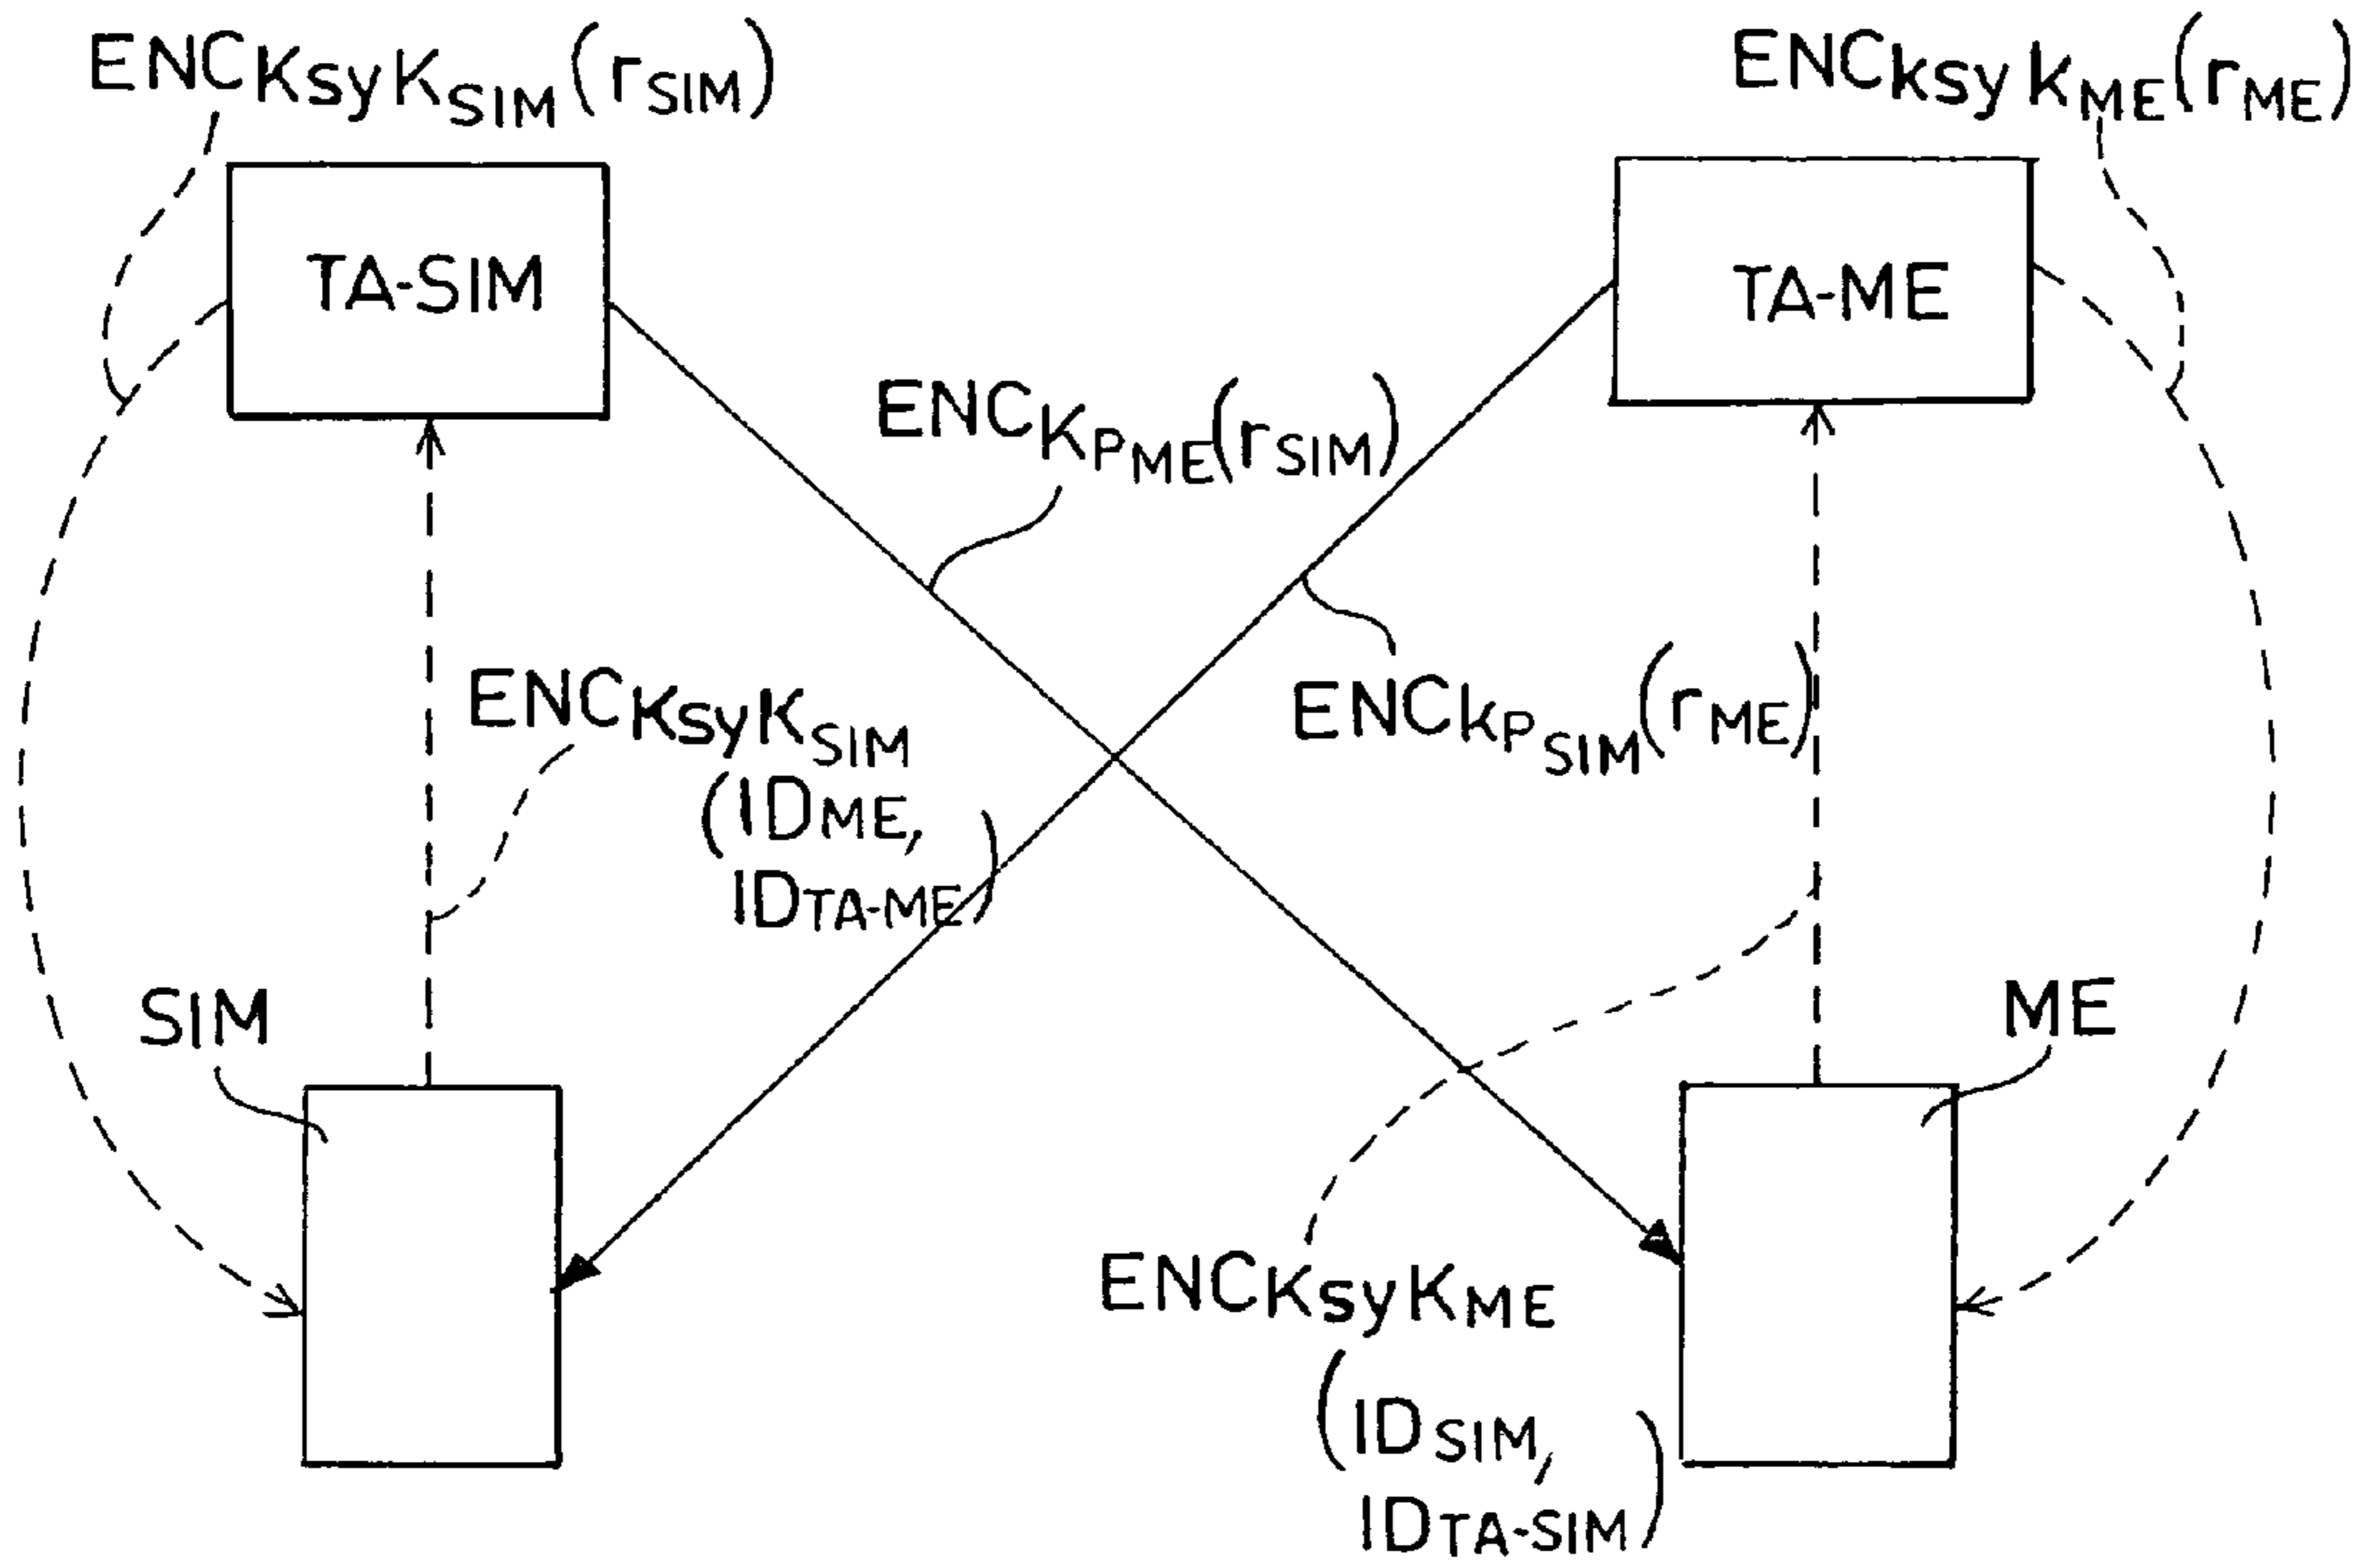 ENCKsyKSIM(rSIM)
ENCksykME(rME)
TA-SIM
TA-ME
ENCKPME(rSIM)
ENCKsyKSIM
(IDME,
IDTA-ME)
ENCkPSIM(rME)
SIM
ME
ENCKsyKME
(IDSIM,
IDTA-SIM)